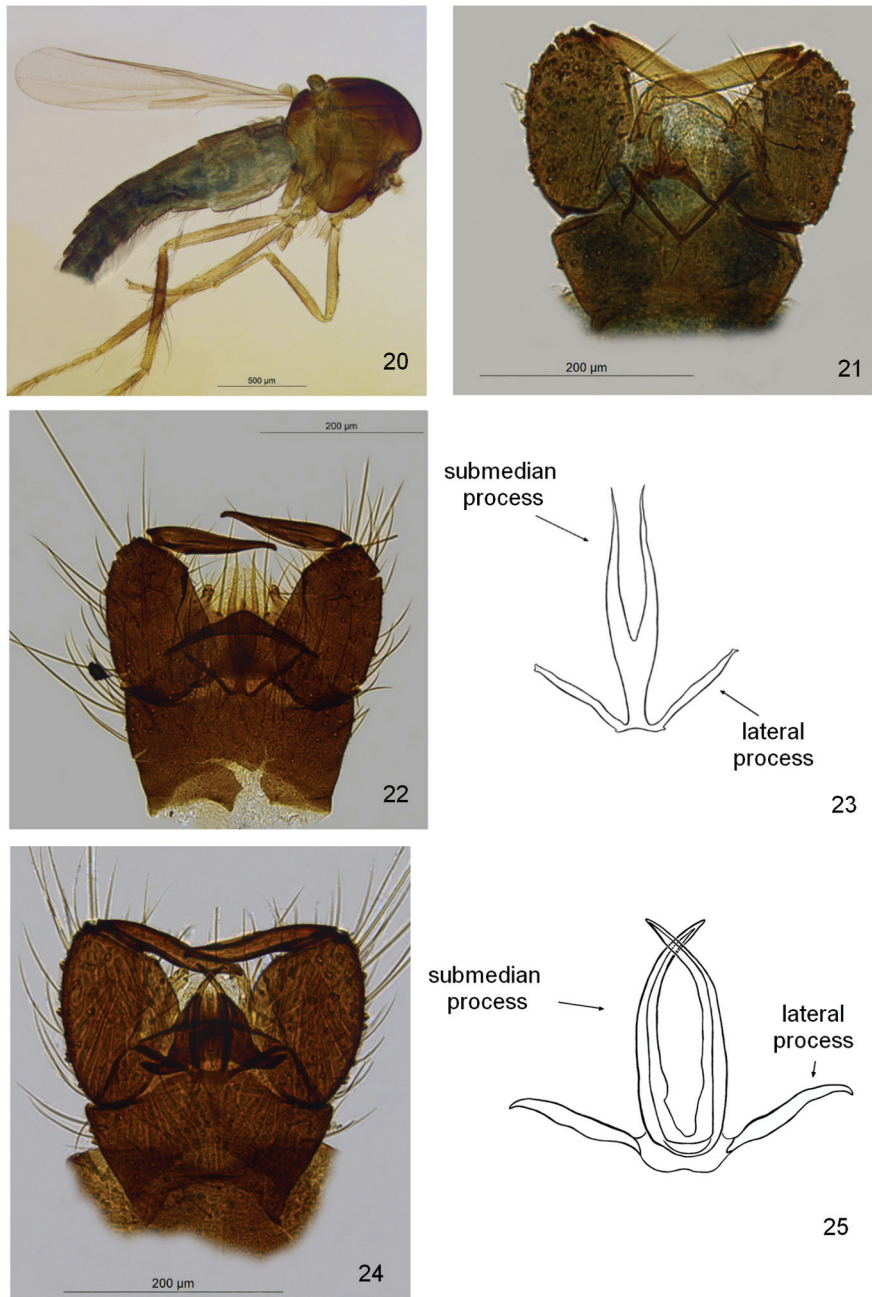 500 µm
20
200 µm
21
200 µm
22
submedian
process
lateral
process
23
200 µm
24
submedian
process
lateral
process
25